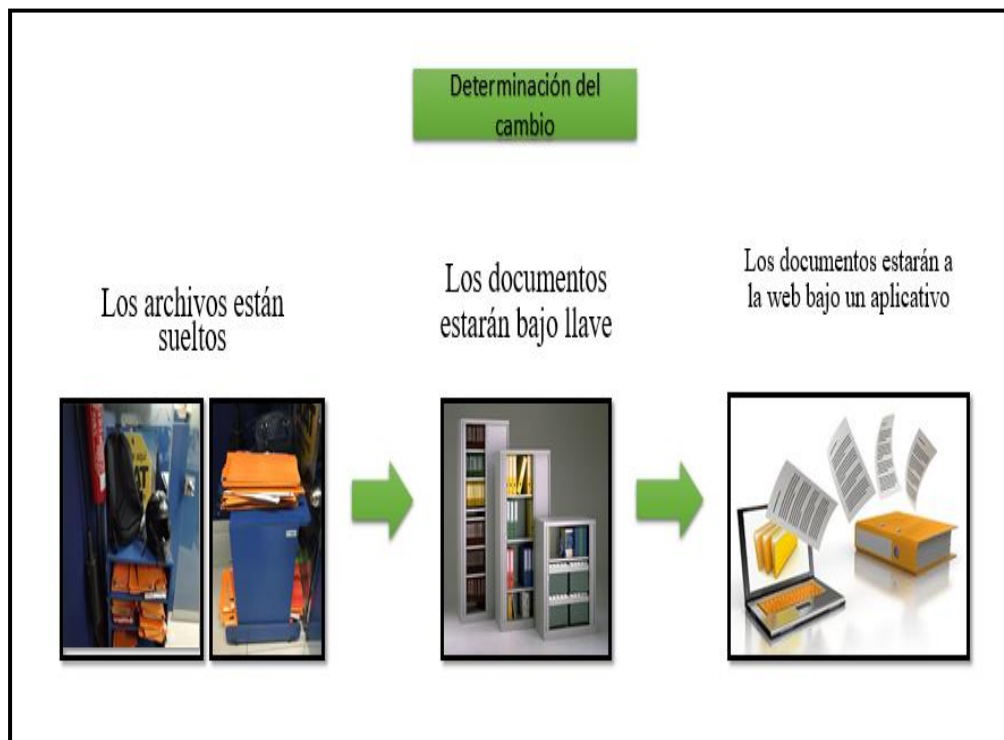 Determinación del
cambio
Los archivos están
sueltos
Los documentos
estarán bajo llave
Los documentos estarán a
la web bajo un aplicativo